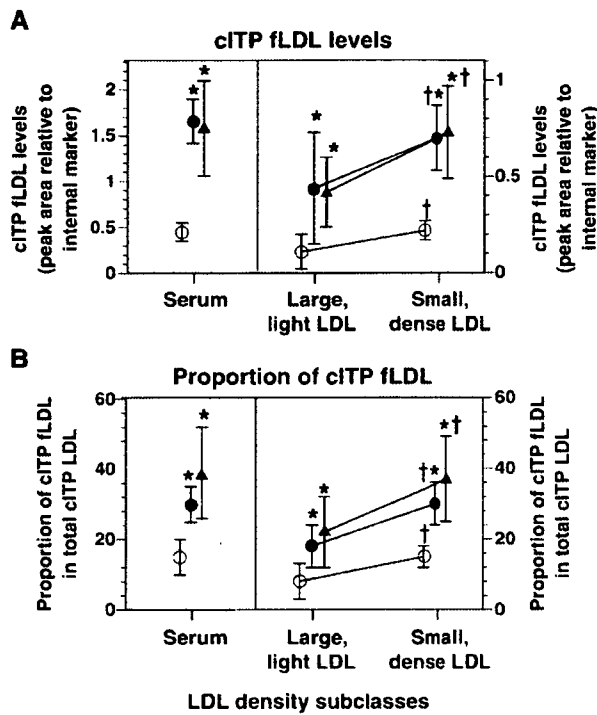 A
cITP fLDL levels
cITP fLDL levels
(peak area relative to
internal marker)
2
1.5
1
0.5
0
* *
* *
†* *†
†
1
0.5
0
cITP fLDL levels
(peak area relative to
internal marker)
Serum
Large,
light LDL
Small,
dense LDL
B
Proportion of cITP fLDL
Proportion of cITP fLDL
in total cITP LDL
60
40
20
0
* *
* *
†* *†
†
60
40
20
0
Proportion of cITP fLDL
in total cITP LDL
Serum
Large,
light LDL
Small,
dense LDL
LDL density subclasses